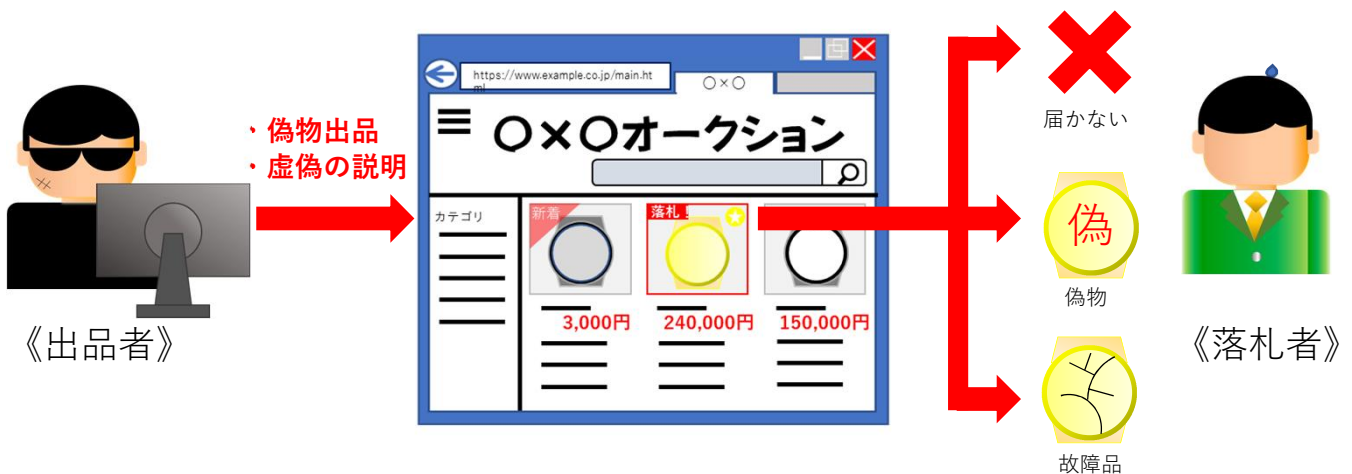 ・偽物出品
・虚偽の説明
《出品者》
https://www.example.co.jp/main.ht
ml
○×○
○×○オークション
カテゴリ
新着
落札！
3,000円
240,000円
150,000円
届かない
偽
偽物
故障品
《落札者》